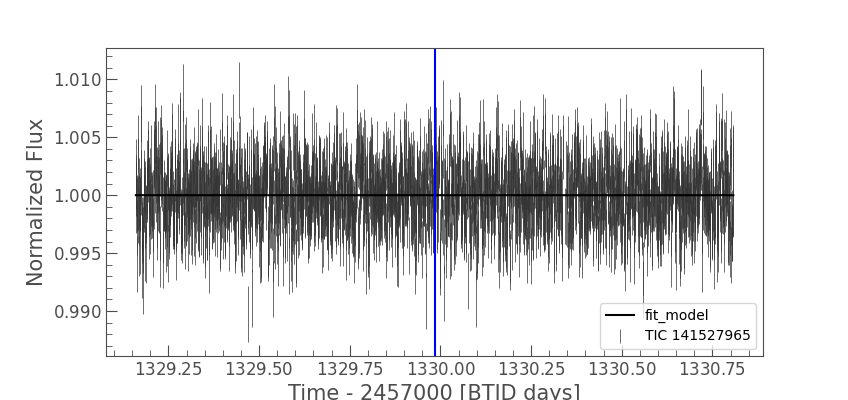 Normalized Flux
1.010
1.005
1.000
0.995
0.990
fit_model
TIC 141527965
1329.25 1329.50 1329.75 1330.00 1330.25 1330.50 1330.75
Time - 2457000 [BTJD days]